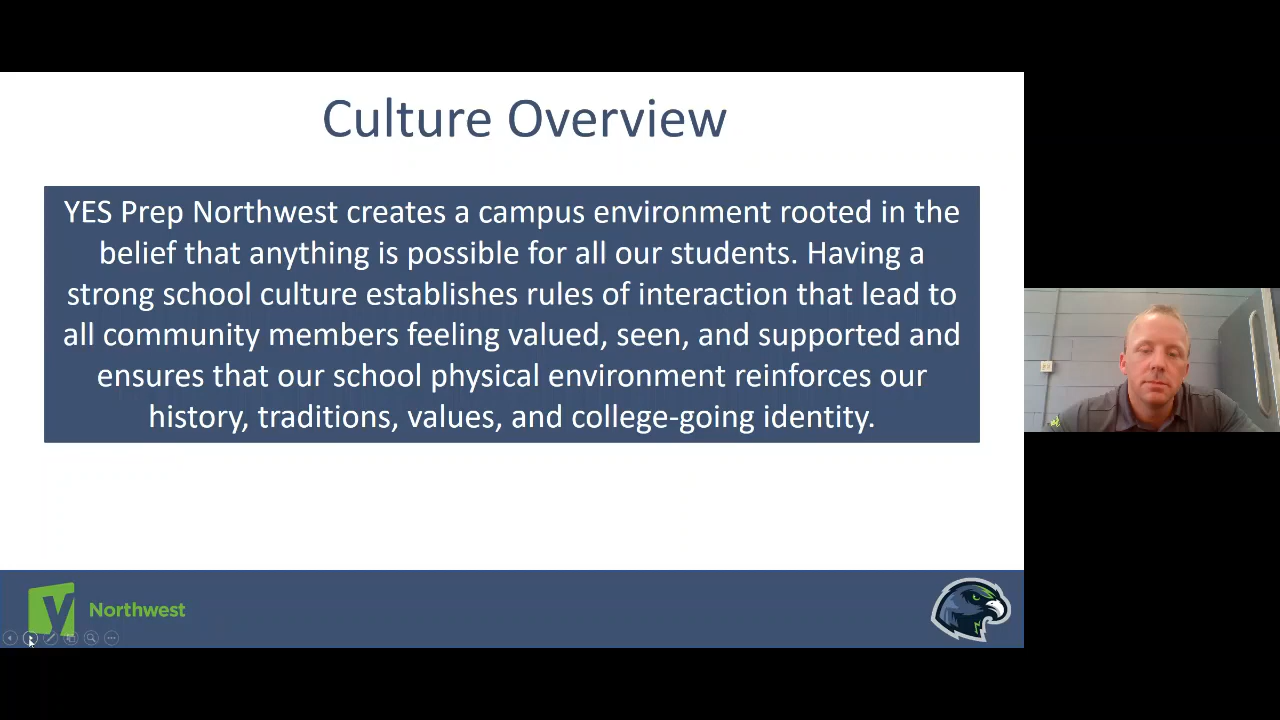 Culture Overview
YES Prep Northwest creates a campus environment rooted in the
belief that anything is possible for all our students. Having a
strong school culture establishes rules of interaction that lead to
all community members feeling valued, seen, and supported and
ensures that our school physical environment reinforces our
history, traditions, values, and college-going identity.
Y Northwest